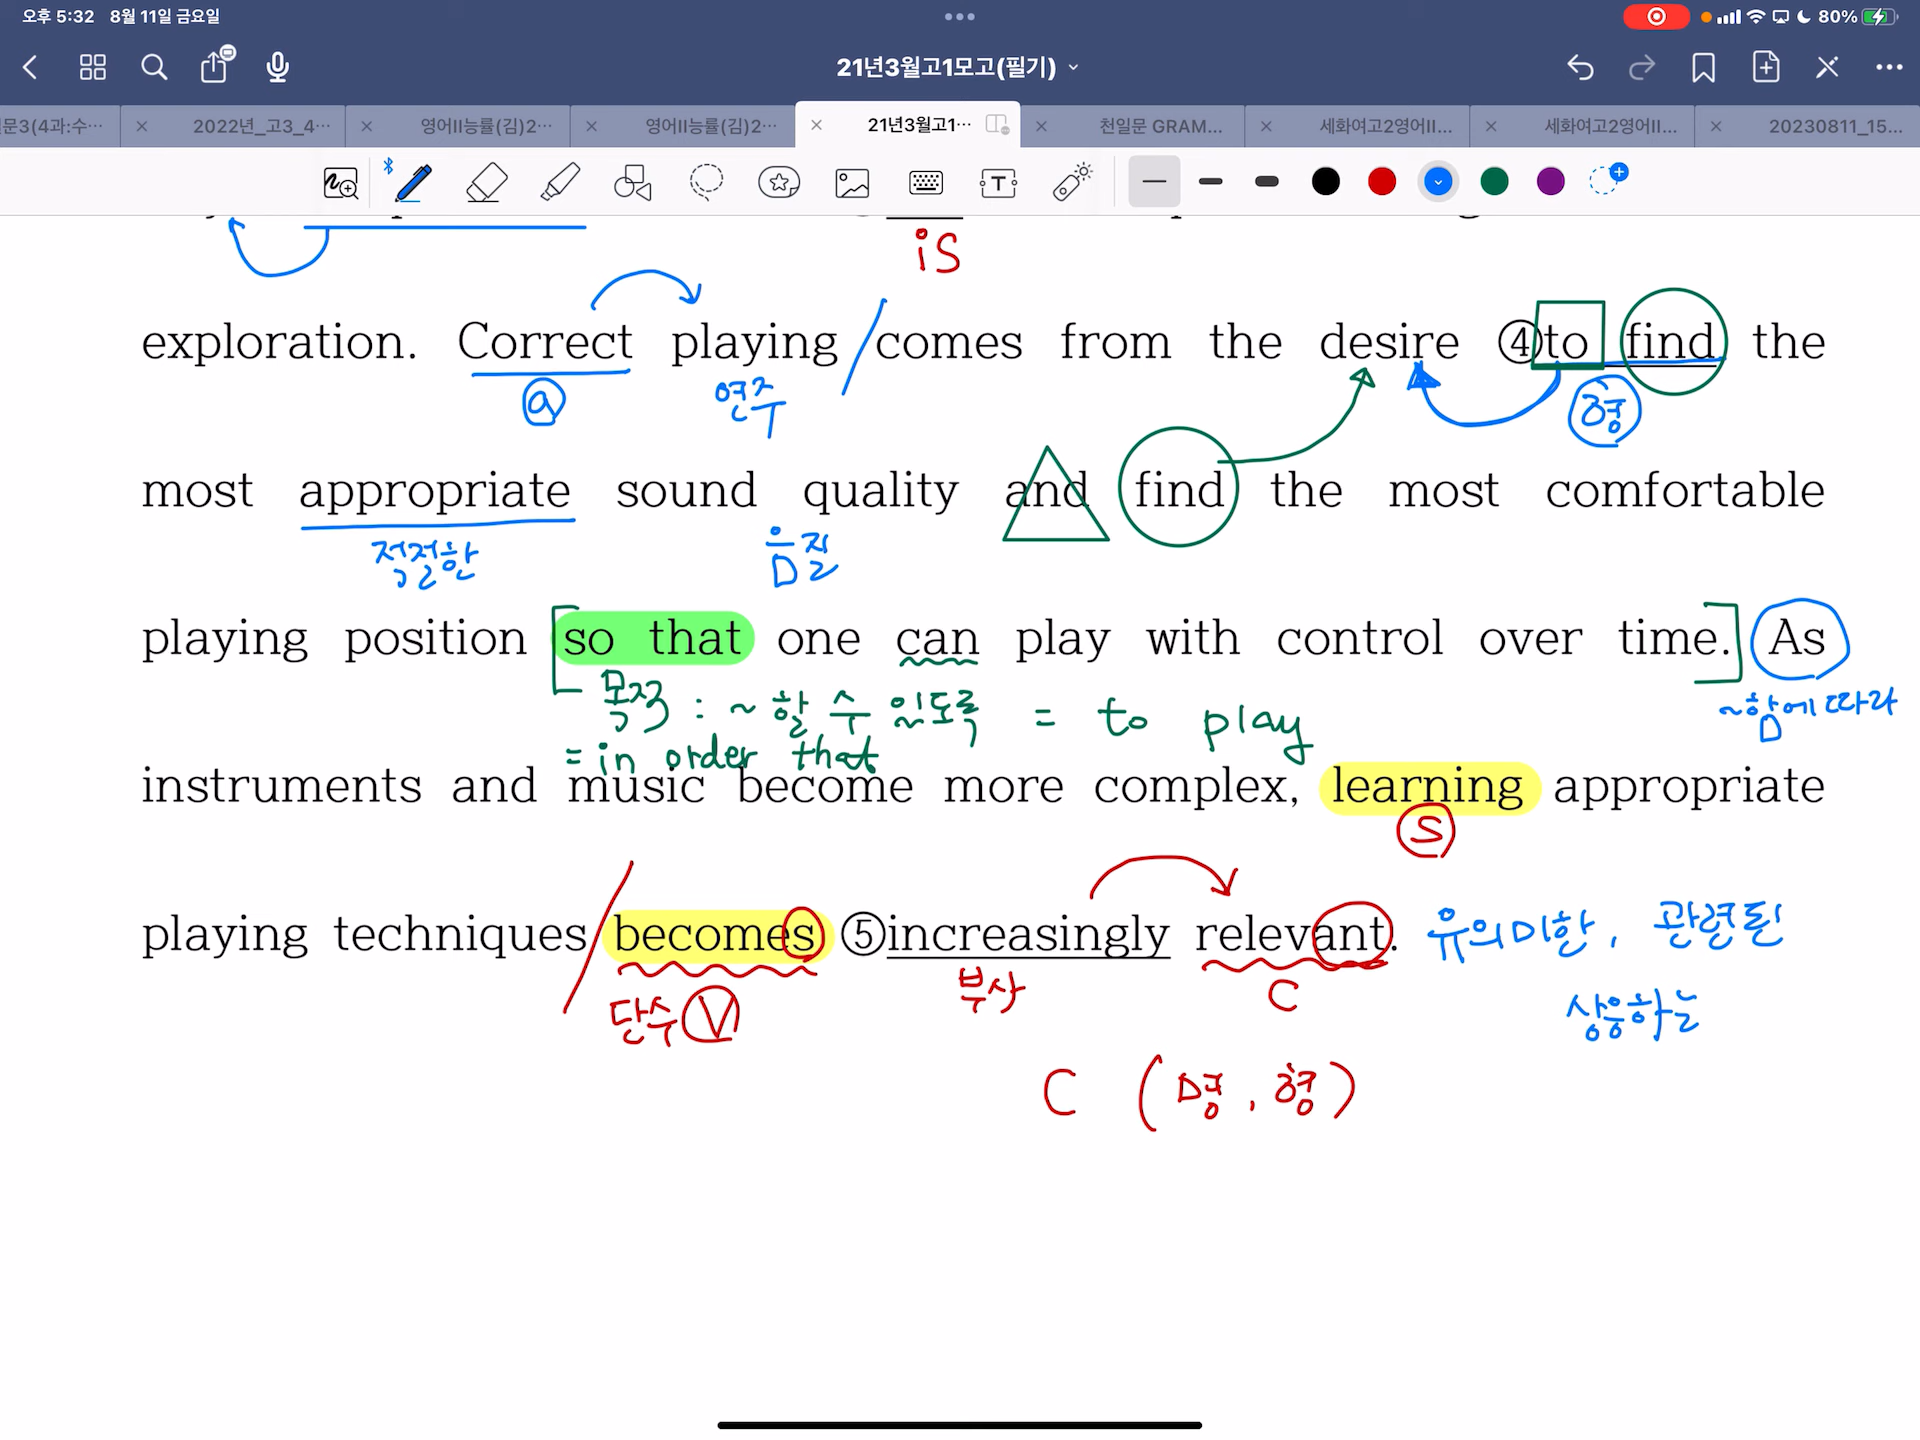 오후 5:32 8월 11일 금요일
80%
21년3월고1모고(필기)
문3(4과:수··· 2022년_고3_4··· 영어II능률(김)2··· 영어II능률(김)2··· 21년3월고1··· 천일문 GRAM... 세화여고2영어II... 세화여고2영어II... 20230811_15...
is
exploration. Correct playing comes from the desire ④to find the
ⓐ 연주 형
most appropriate sound quality and find the most comfortable
적절한 음질
playing position so that one can play with control over time. As
목적 : ~ 할 수 있도록 = to play ~함에 따라
= in order that
instruments and music become more complex, learning appropriate
S
playing techniques becomes ⑤increasingly relevant. 유의미한, 관련된
단수 V 부사 C 상응하는
C (명, 형)